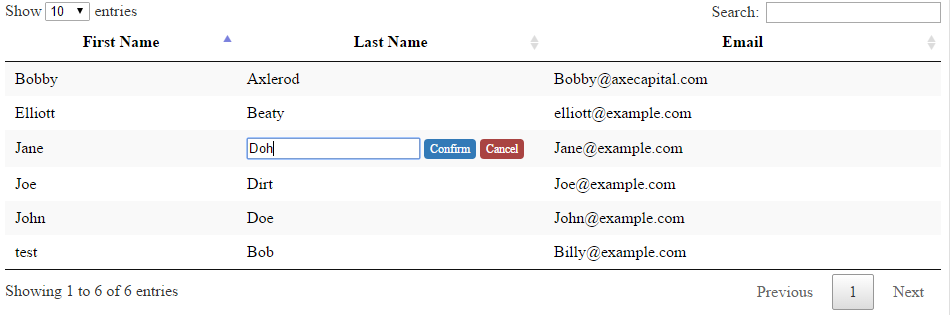 Show 10 entries Search:
First Name Last Name Email
Bobby Axlerod Bobby@axecapital.com
Elliott Beaty elliott@example.com
Jane Doh Confirm Cancel Jane@example.com
Joe Dirt Joe@example.com
John Doe John@example.com
test Bob Billy@example.com
Showing 1 to 6 of 6 entries Previous 1 Next